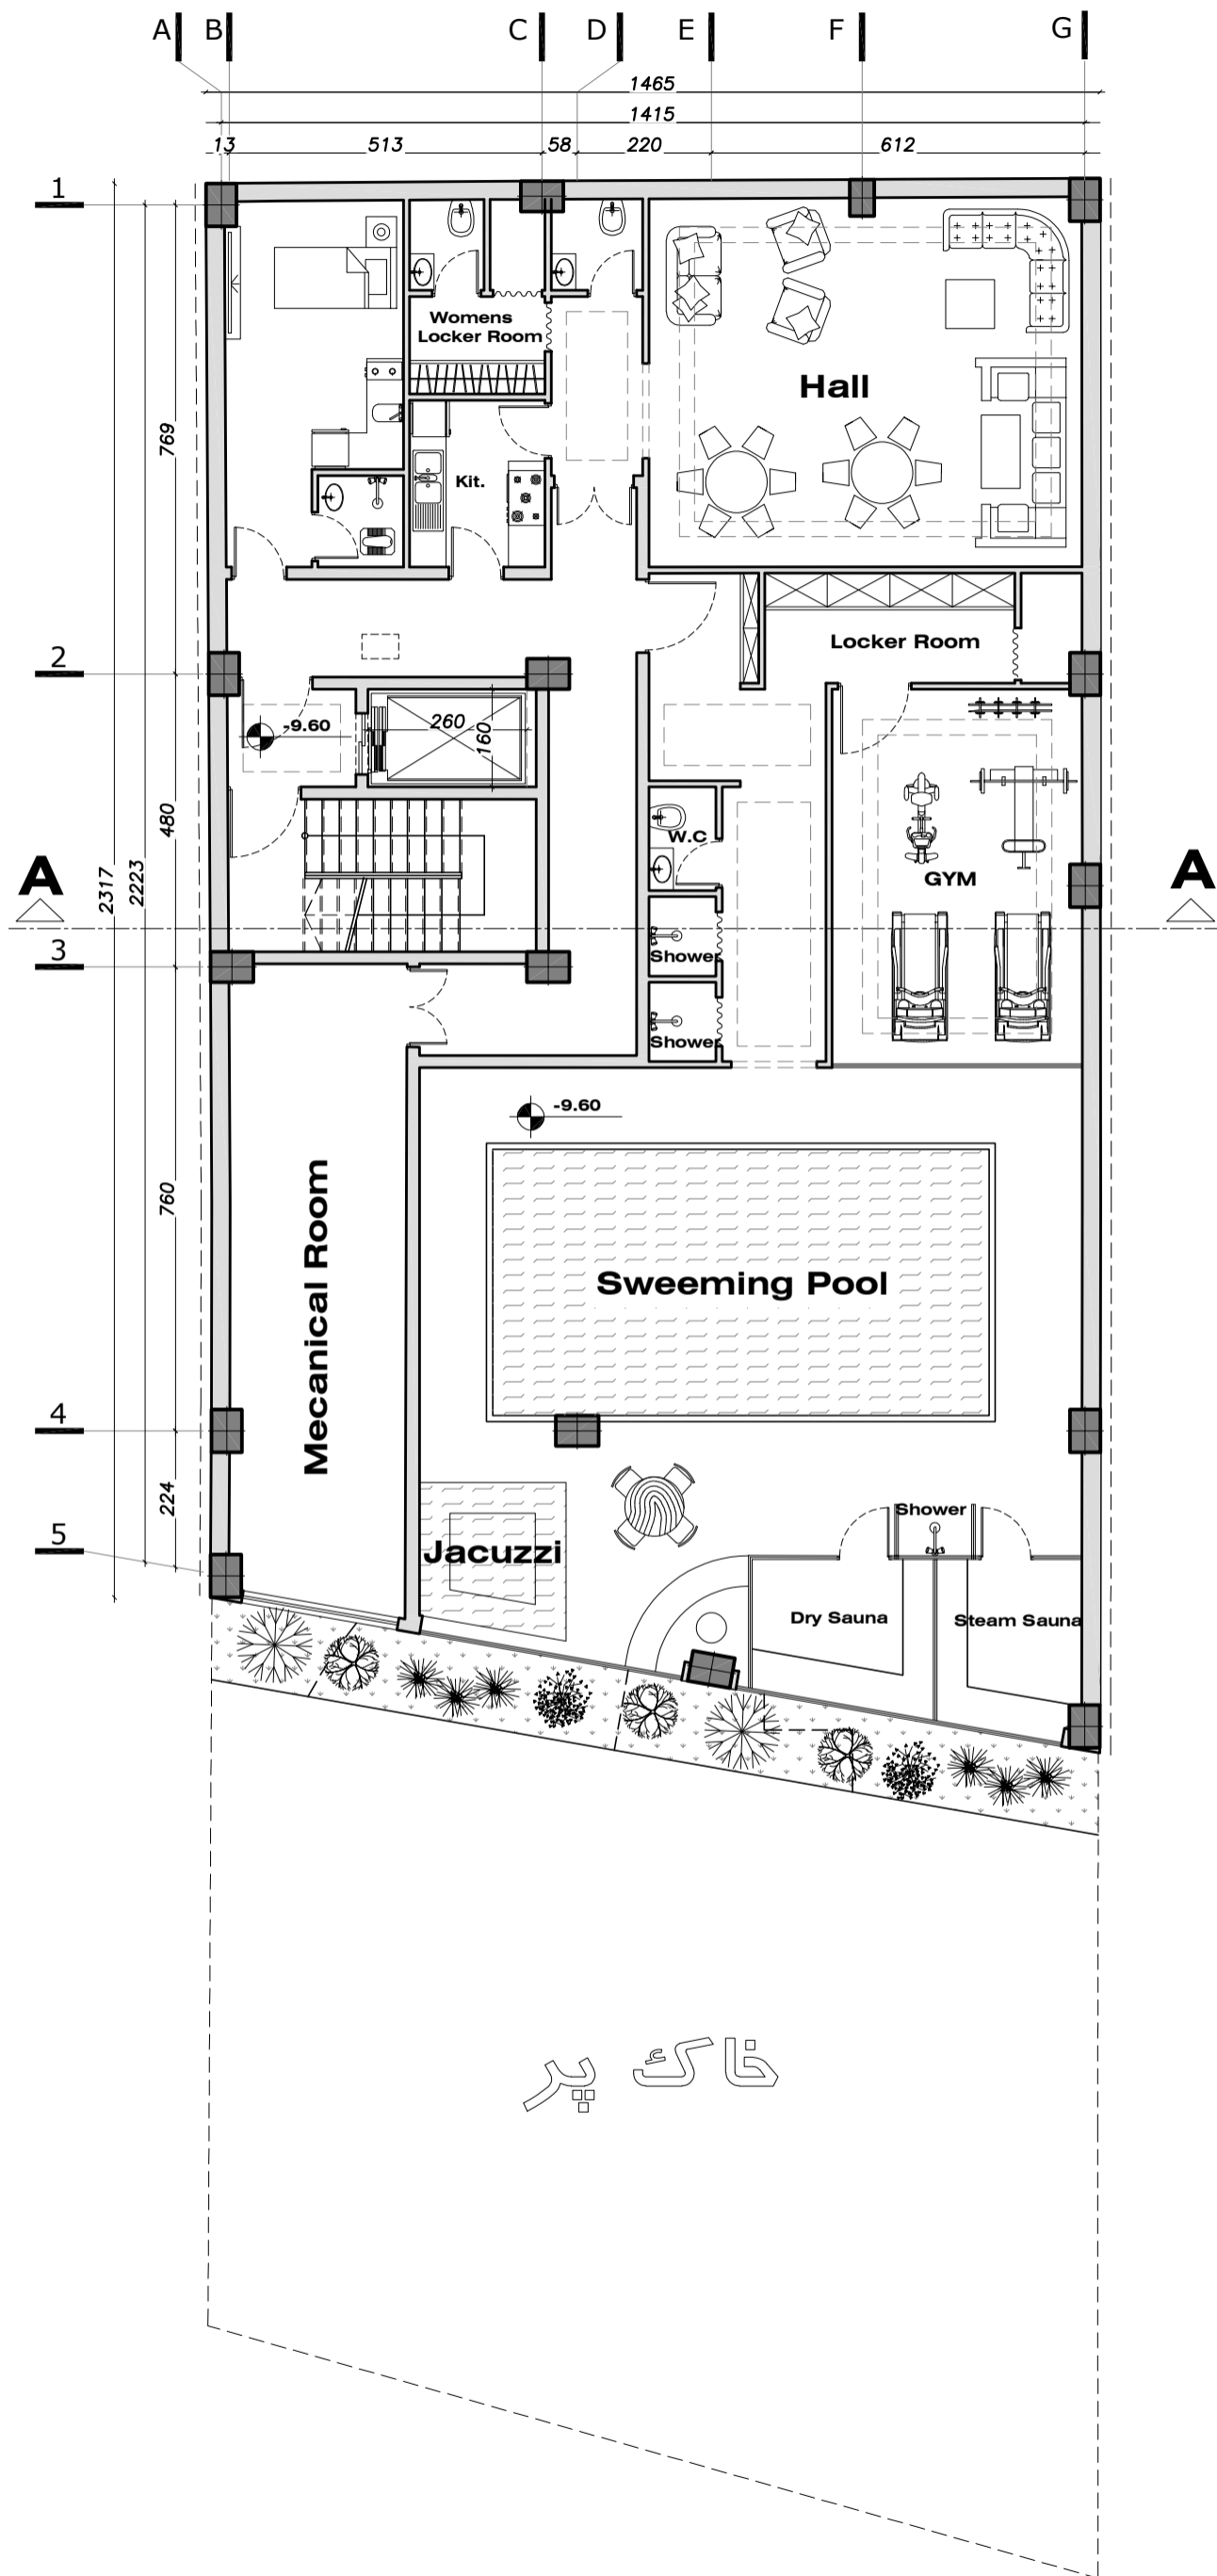 A B C D E F G
1465
1415
13 513 58 220 612
1
Womens
Locker Room
Hall
769
Kit.
2
Locker Room
-9.60
260
160
480
W.C
GYM
A
A
2317
2223
3
Shower
Shower
-9.60
760
Mecanical Room
Sweeming Pool
4
224
Shower
5
Jacuzzi
Dry Sauna
Steam Sauna
خاک پر